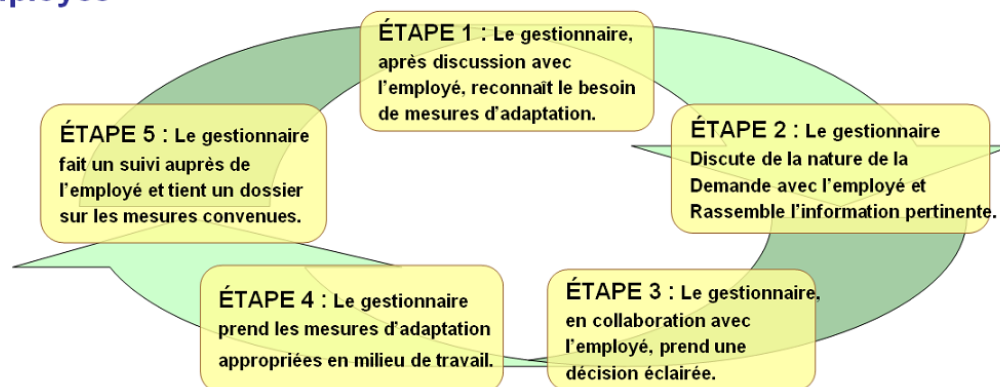 ÉTAPE 1 : Le gestionnaire,
après discussion avec
l'employé, reconnaît le besoin
de mesures d'adaptation.
ÉTAPE 2 : Le gestionnaire
Discute de la nature de la
Demande avec l'employé et
Rassemble l'information pertinente.
ÉTAPE 3 : Le gestionnaire,
en collaboration avec
l'employé, prend une
décision éclairée.
ÉTAPE 4 : Le gestionnaire
prend les mesures d'adaptation
appropriées en milieu de travail.
ÉTAPE 5 : Le gestionnaire
fait un suivi auprès de
l'employé et tient un dossier
sur les mesures convenues.